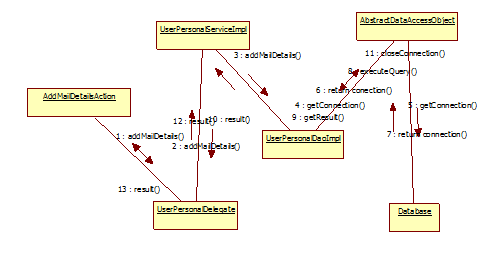 AbstractDataAccessObject
UserPersonalServiceImpl
11 : closeConnection()
3 : addMailDetails()
8 : executeQuery()
6 : return conection()
AddMailDetailsAction
4 : getConnection()
5 : getConnection()
9 : getResult()
12 : result()
10 : result()
1 : addMailDetails()
7 : return connection()
UserPersonalDaoImpl
2 : addMailDetails()
13 : result()
UserPersonalDelegate
Database